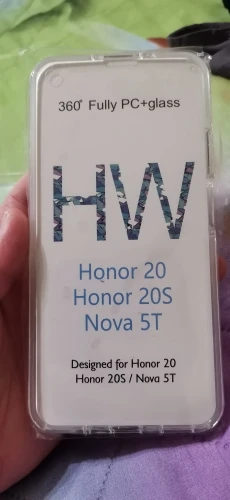 360° Fully PC+glass
HW
Honor 20
Honor 20S
Nova 5T
Designed for Honor 20
Honor 20S / Nova 5T